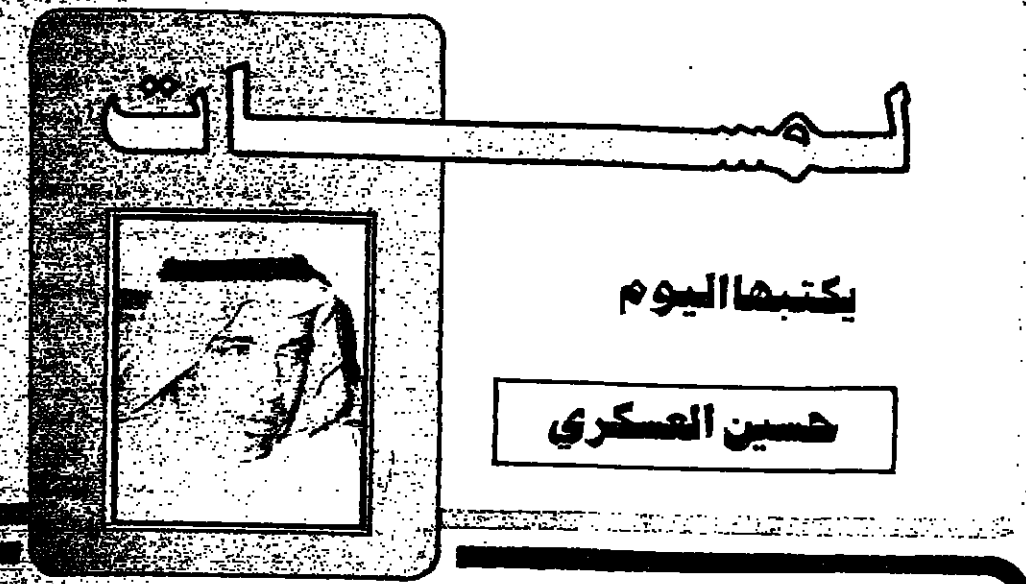 لمسات
يكتبها اليوم
حسين العسكري